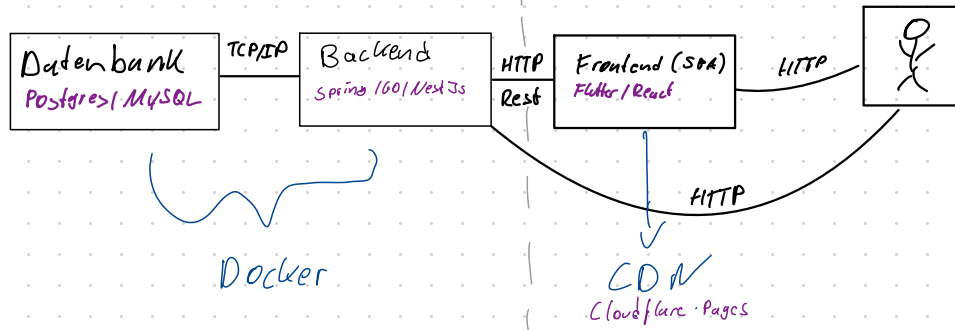 Datenbank
Postgres/MySQL
TCP/IP
Backend
Spring/GO/NestJs
HTTP
Rest
Frontend (SPA)
Flutter/React
HTTP
HTTP
Docker
CDN
Cloudflare Pages